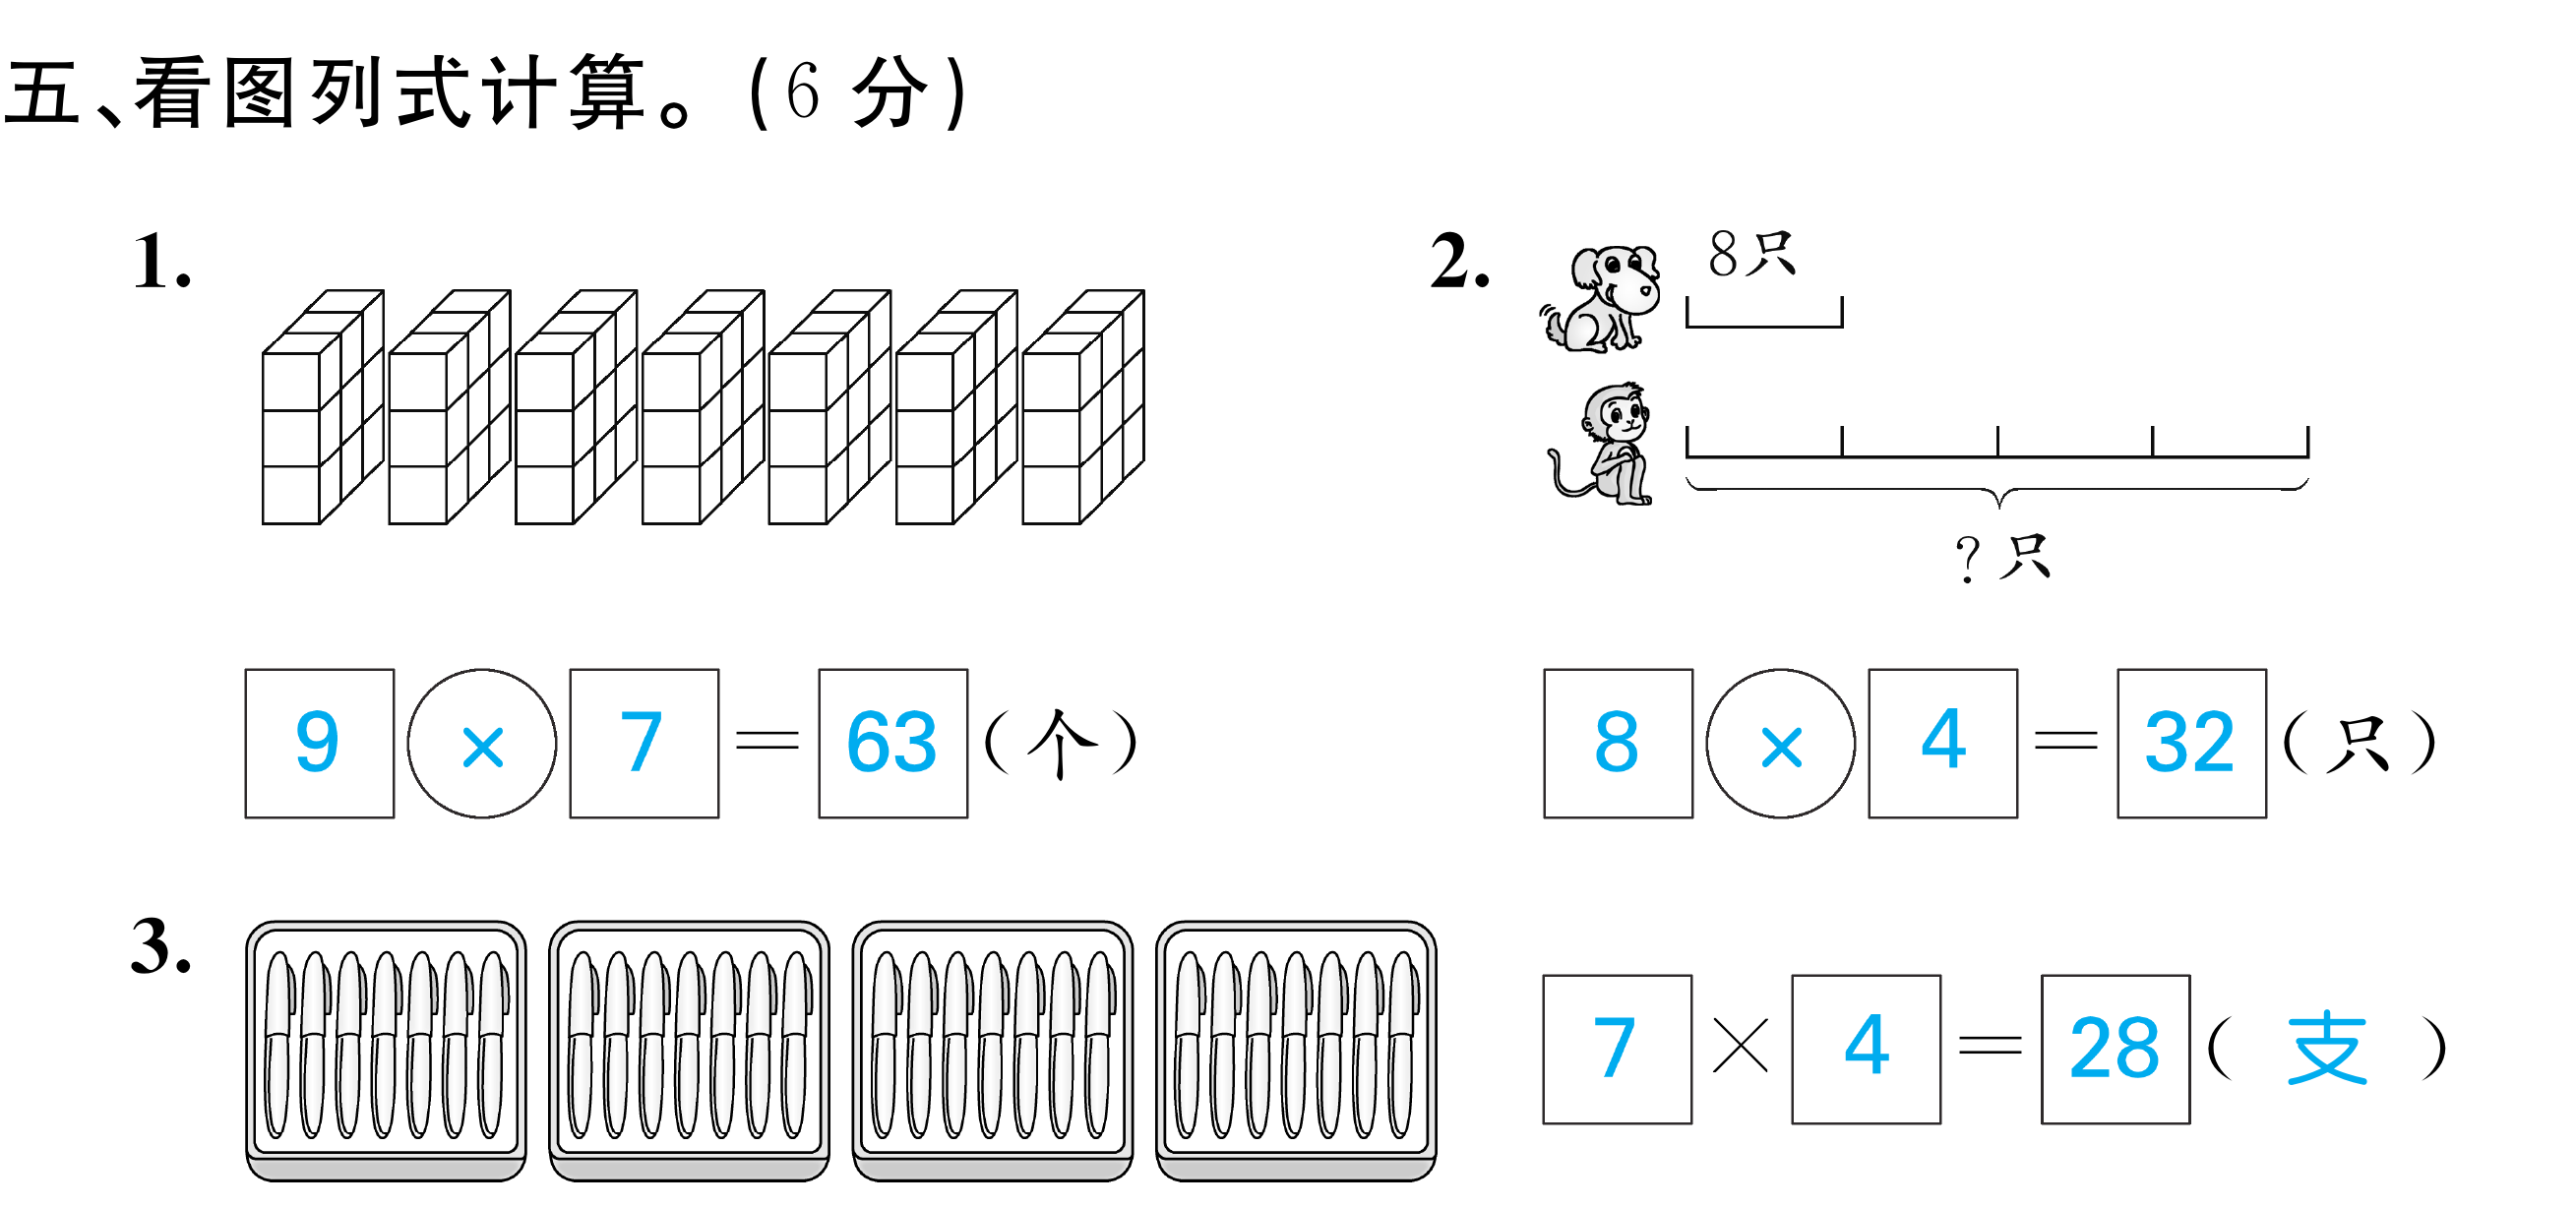 五、看图列式计算。(6 分)
1.
2.
8只
?只
9 × 7 = 63 (个)
8 × 4 = 32 (只)
3.
7 × 4 = 28 ( 支 )